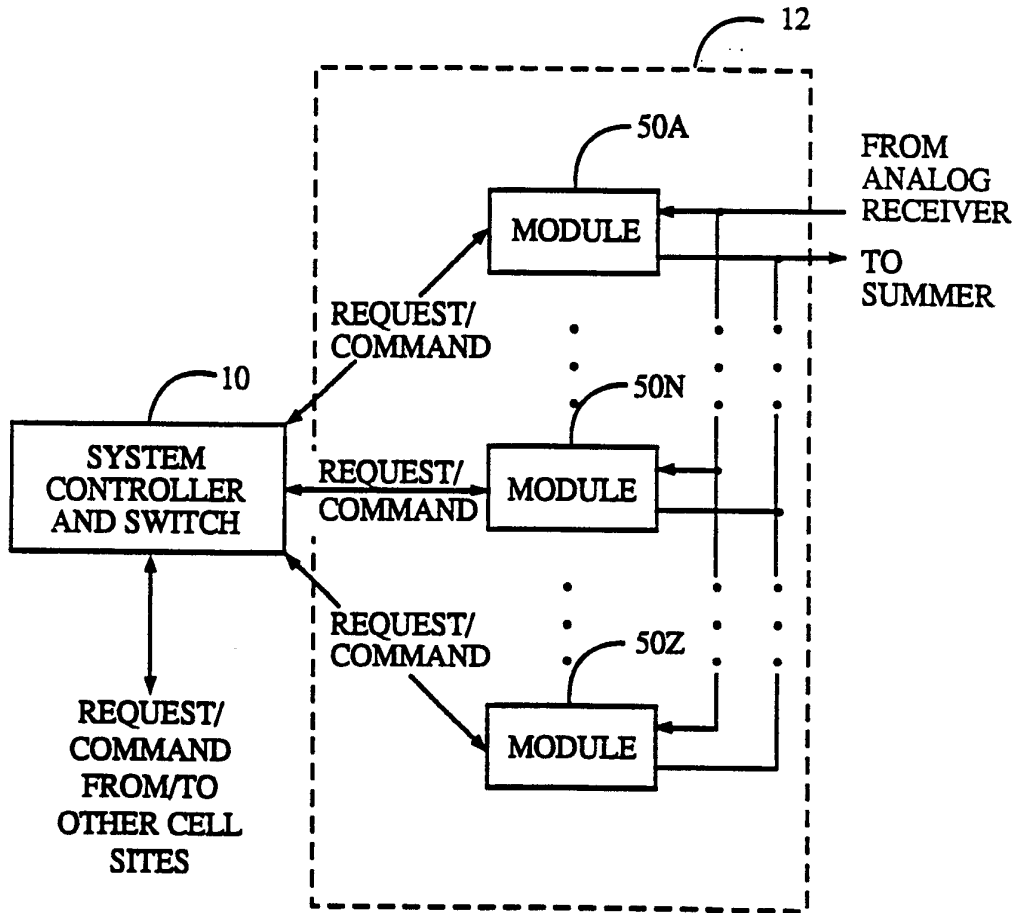 12
50A
FROM
ANALOG
RECEIVER
MODULE
TO
SUMMER
REQUEST/
COMMAND
10
50N
SYSTEM
CONTROLLER
AND SWITCH
REQUEST/
COMMAND
MODULE
REQUEST/
COMMAND
50Z
MODULE
REQUEST/
COMMAND
FROM/TO
OTHER CELL
SITES